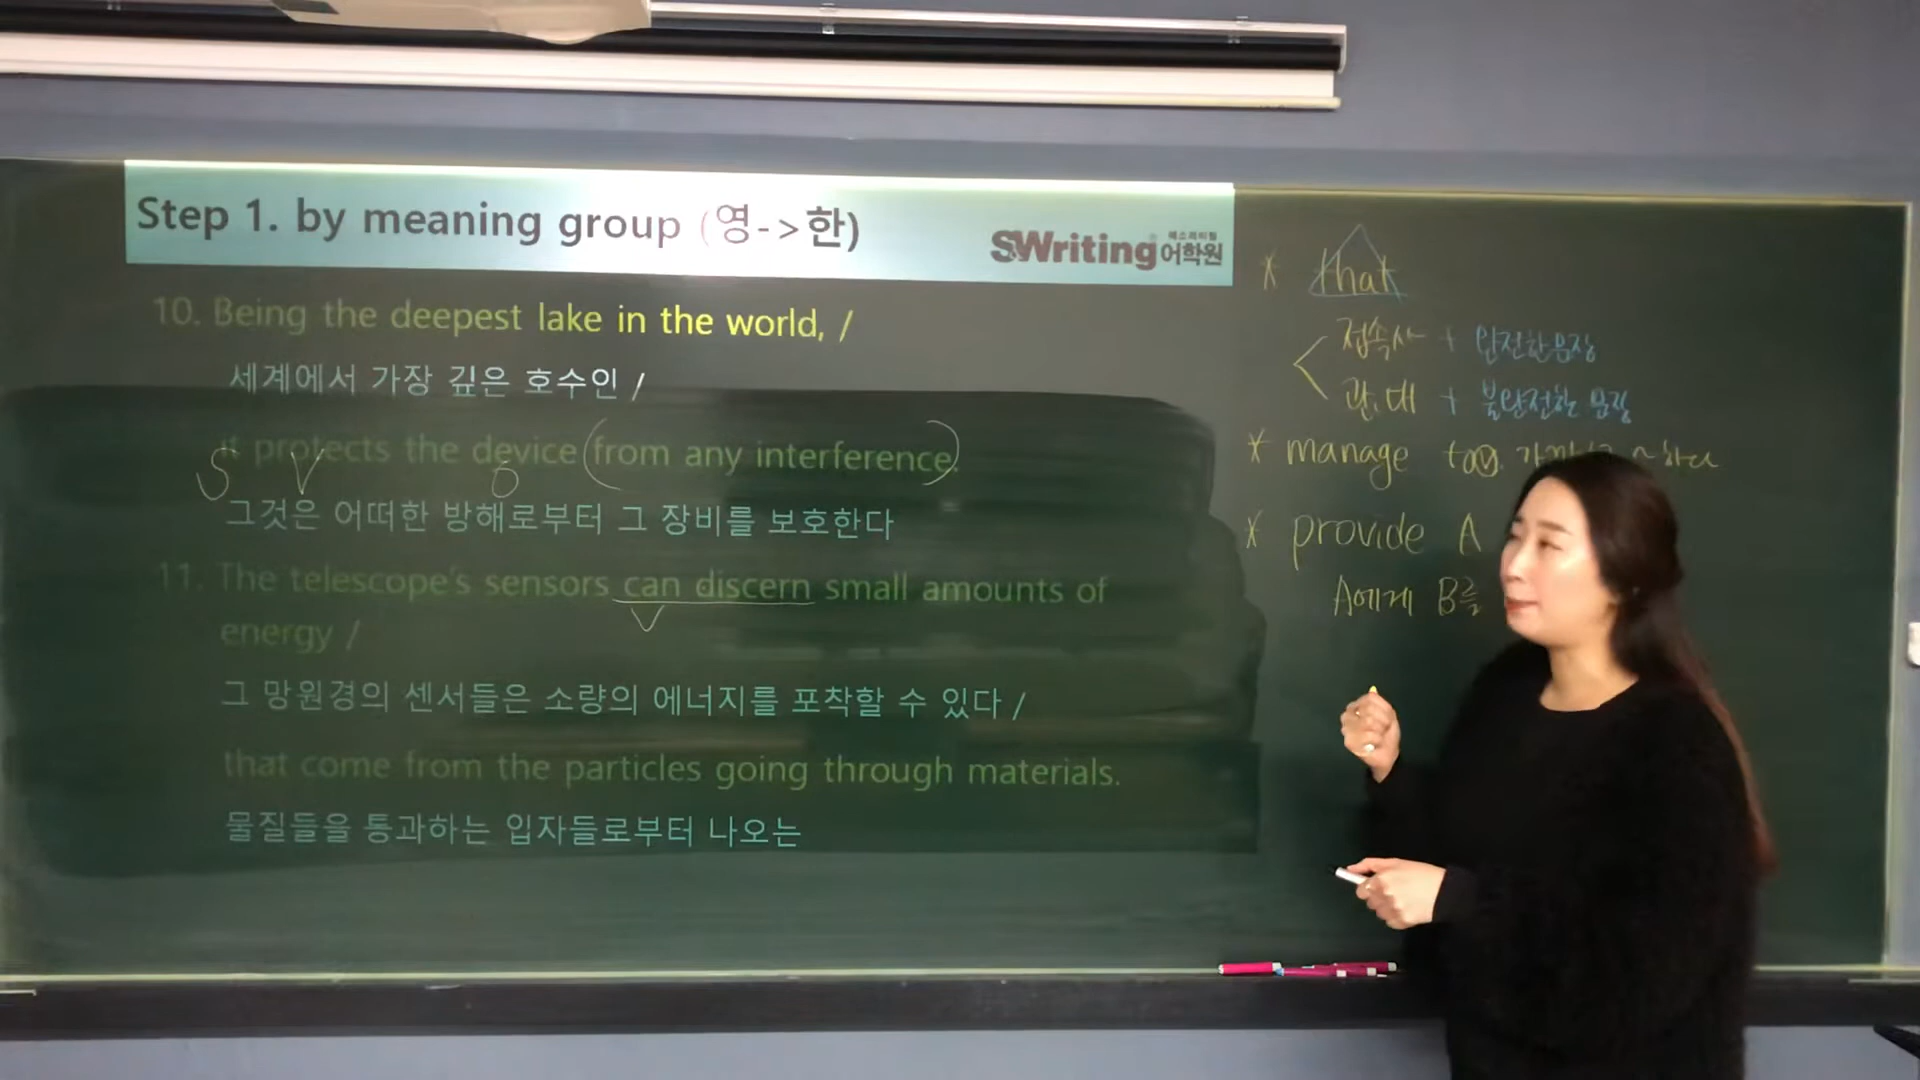 Step 1. by meaning group (영->한)
SWriting 에스라이팅 어학원
10. Being the deepest lake in the world, /
세계에서 가장 깊은 호수인 /
it protects the device (from any interference).
S V O
그것은 어떠한 방해로부터 그 장비를 보호한다
11. The telescope's sensors can discern small amounts of
V
energy /
그 망원경의 센서들은 소량의 에너지를 포착할 수 있다 /
that come from the particles going through materials.
물질들을 통과하는 입자들로부터 나오는
* that
접속사 + 완전한문장
관.대 + 불완전한 문장
* manage to V.
* provide A
A에게 B를